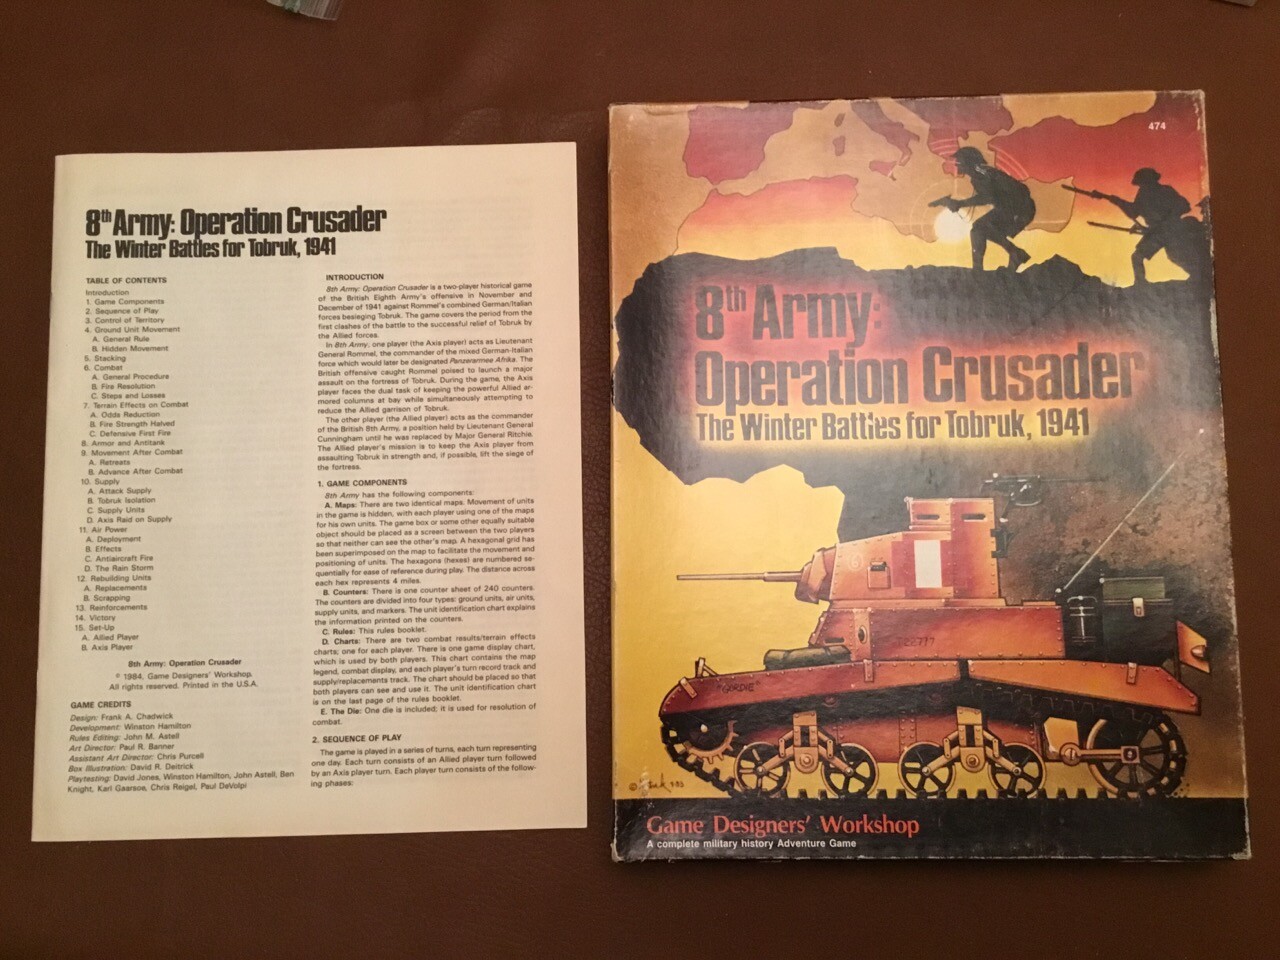 8th Army: Operation Crusader
The Winter Battles for Tobruk, 1941
TABLE OF CONTENTS
Introduction
1. Game Components
2. Sequence of Play
3. Control of Territory
4. Ground Unit Movement
A. General Rule
B. Hidden Movement
5. Stacking
6. Combat
A. General Procedure
B. Fire Resolution
C. Steps and Losses
7. Terrain Effects on Combat
A. Odds Reduction
B. Fire Strength Halved
C. Defensive First Fire
8. Armor and Antitank
9. Movement After Combat
A. Retreats
B. Advance After Combat
10. Supply
A. Attack Supply
B. Tobruk Isolation
C. Supply Units
D. Axis Raid on Supply
11. Air Power
A. Deployment
B. Effects
C. Antiaircraft Fire
D. The Rain Storm
12. Rebuilding Units
A. Replacements
B. Scrapping
13. Reinforcements
14. Victory
15. Set-Up
A. Allied Player
B. Axis Player
8th Army: Operation Crusader
© 1984, Game Designers' Workshop.
All rights reserved. Printed in the U.S.A.
GAME CREDITS
Design: Frank A. Chadwick
Development: Winston Hamilton
Rules Editing: John M. Astell
Art Director: Paul R. Banner
Assistant Art Director: Chris Purcell
Box Illustration: David R. Deitrick
Playtesting: David Jones, Winston Hamilton, John Astell, Ben
Knight, Karl Gaarsoe, Chris Raigel, Paul DeVolpi
INTRODUCTION
8th Army: Operation Crusader is a two-player historical game
of the British Eighth Army's offensive in November and
December of 1941 against Rommel's combined German/Italian
forces besieging Tobruk. The game covers the period from the
first clashes of the battle to the successful relief of Tobruk by
the Allied forces.
In 8th Army, one player (the Axis player) acts as Lieutenant
General Rommel, the commander of the mixed German-Italian
force which would later be designated Panzerarmee Afrika. The
British offensive caught Rommel poised to launch a major
assault on the fortress of Tobruk. During the game, the Axis
player faces the dual task of keeping the powerful Allied ar-
mored columns at bay while simultaneously attempting to
reduce the Allied garrison of Tobruk.
The other player (the Allied player) acts as the commander
of the British 8th Army, a position held by Lieutenant General
Cunningham until he was replaced by Major General Ritchie.
The Allied player's mission is to keep the Axis player from
assaulting Tobruk in strength and, if possible, lift the siege of
the fortress.
1. GAME COMPONENTS
8th Army has the following components:
A. Maps: There are two identical maps. Movement of units
in the game is hidden, with each player using one of the maps
for his own units. The game box or some other equally suitable
object should be placed as a screen between the two players
so that neither can see the other's map. A hexagonal grid has
been superimposed on the map to facilitate the movement and
positioning of units. The hexagons (hexes) are numbered se-
quentially for ease of reference during play. The distance across
each hex represents 4 miles.
B. Counters: There is one counter sheet of 240 counters.
The counters are divided into four types: ground units, air units,
supply units, and markers. The unit identification chart explains
the information printed on the counters.
C. Rules: This rules booklet.
D. Charts: There are two combat results/terrain effects
charts; one for each player. There is one game display chart,
which is used by both players. This chart contains the map
legend, combat display, and each player's turn record track and
supply/replacements track. The chart should be placed so that
both players can see and use it. The unit identification chart
is on the last page of the rules booklet.
E. The Die: One die is included; it is used for resolution of
combat.
2. SEQUENCE OF PLAY
The game is played in a series of turns, each turn representing
one day. Each turn consists of an Allied player turn followed
by an Axis player turn. Each player turn consists of the follow-
ing phases:
474
8th Army:
Operation Crusader
The Winter Battles for Tobruk, 1941
"GORDIE"
Game Designers' Workshop
A complete military history Adventure Game